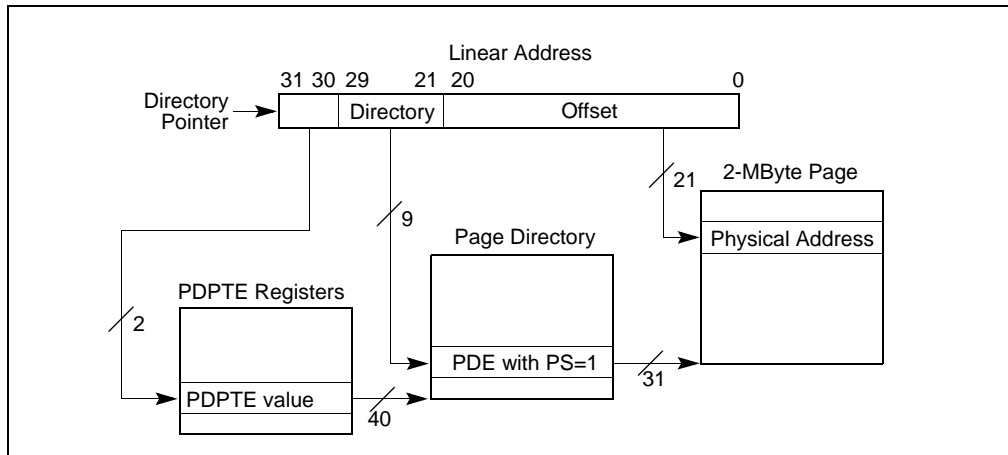 Linear Address
31 30 29 21 20 0
Directory
Pointer
Directory Offset
21
2-MByte Page
9
Physical Address
Page Directory
PDPTE Registers
2
PDE with PS=1
31
PDPTE value
40